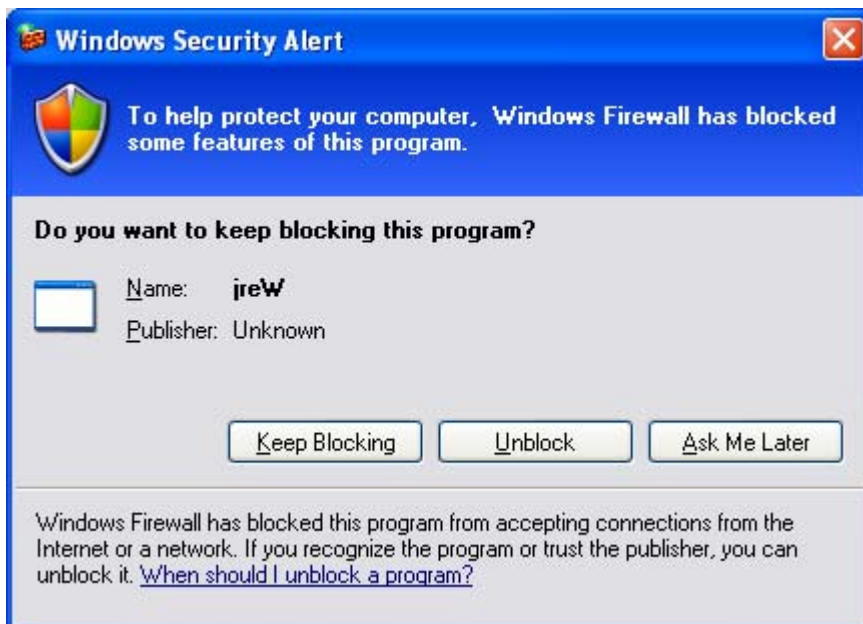 Windows Security Alert
To help protect your computer, Windows Firewall has blocked
some features of this program.
Do you want to keep blocking this program?
Name: jreW
Publisher: Unknown
Keep Blocking Unblock Ask Me Later
Windows Firewall has blocked this program from accepting connections from the
Internet or a network. If you recognize the program or trust the publisher, you can
unblock it. When should I unblock a program?